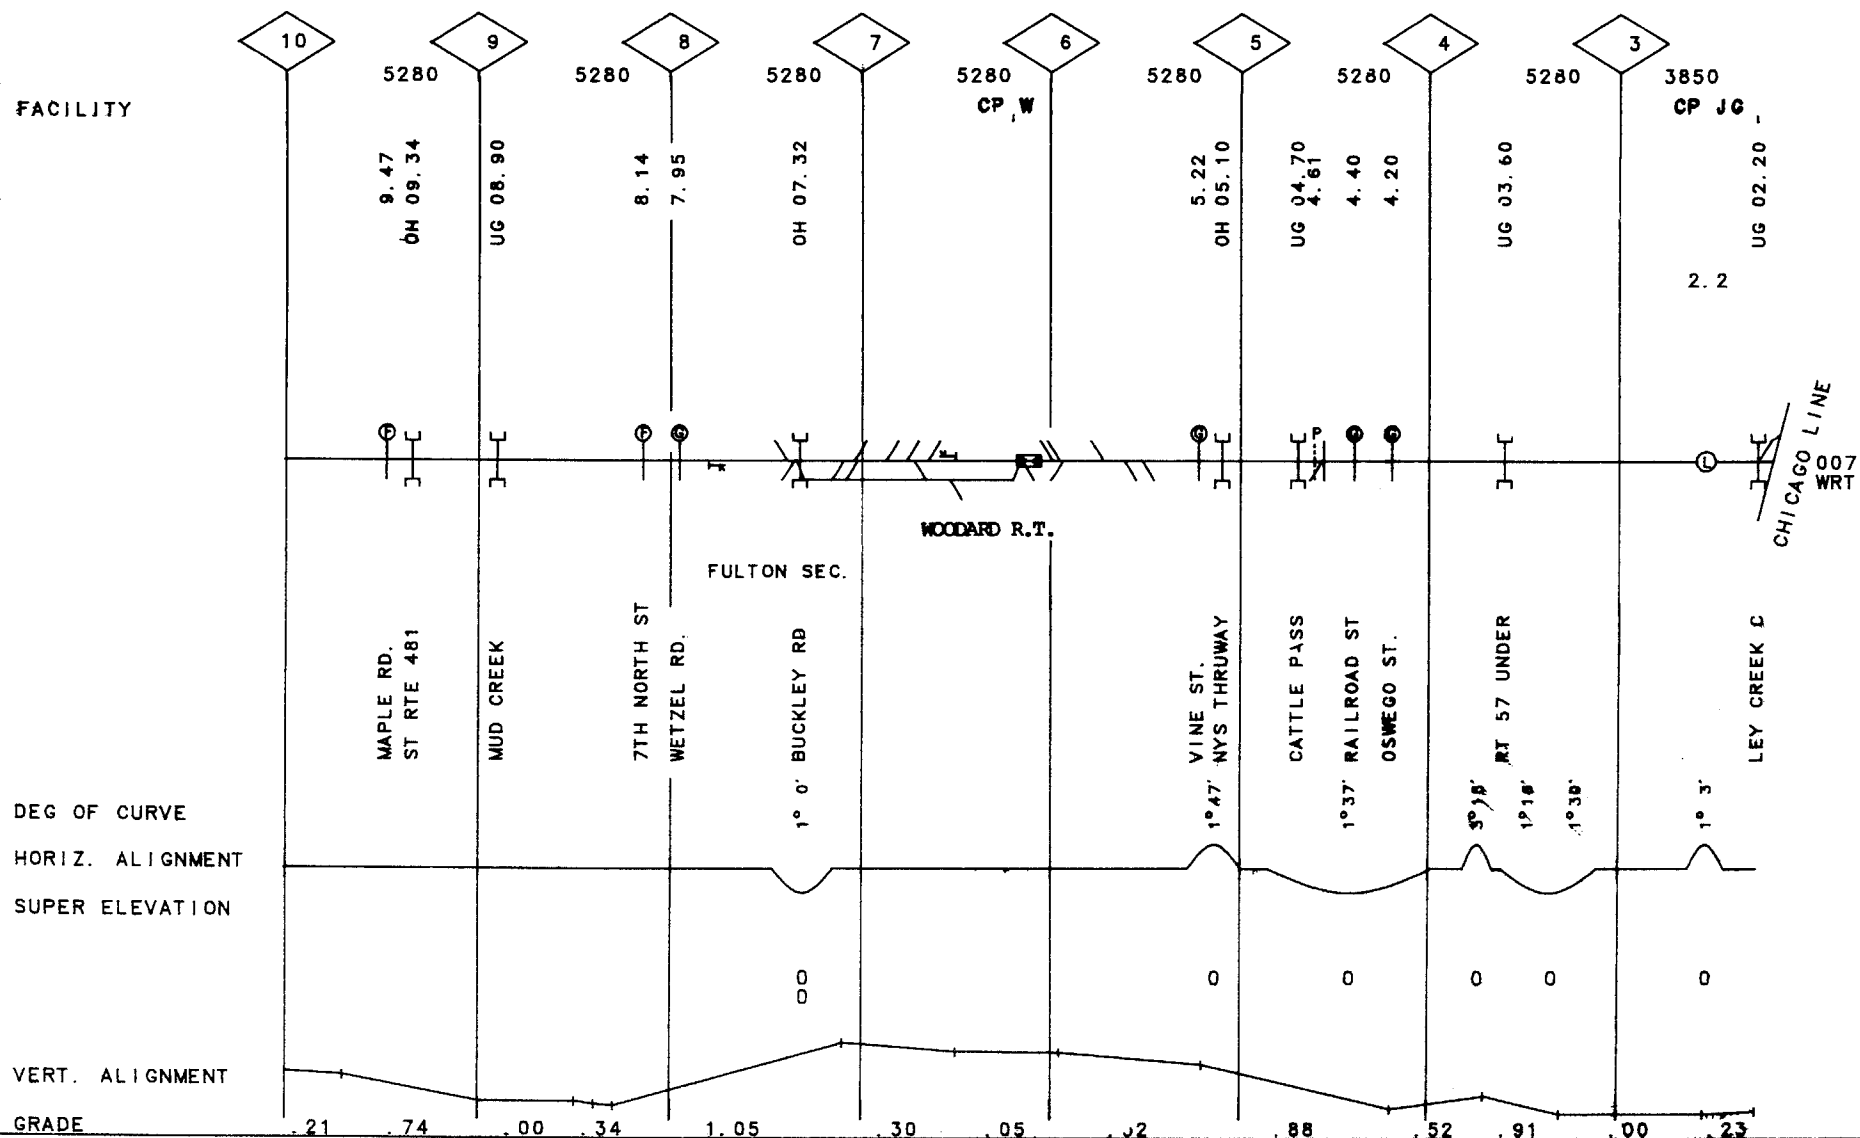 10 9 8 7 6 5 4 3
5280 5280 5280 5280 5280 5280 5280 3850
FACILITY
CP W
CP JG
9.47
OH 09.34
UG 08.90
8.14
7.95
OH 07.32
5.22
OH 05.10
UG 04.70
4.61
4.40
4.20
UG 03.60
UG 02.20
2.2
F
F
G
G
P
G
G
L
CHICAGO LINE
007
WRT
WOODARD R.T.
FULTON SEC.
MAPLE RD.
ST RTE 481
MUD CREEK
7TH NORTH ST
WETZEL RD.
BUCKLEY RD
VINE ST.
NYS THRUWAY
CATTLE PASS
RAILROAD ST
OSWEGO ST.
RT 57 UNDER
LEY CREEK C
DEG OF CURVE
1° 0' 1°47' 1°37' 1° 3'
HORIZ. ALIGNMENT
SUPER ELEVATION
0 0 0 0 0 0
0
VERT. ALIGNMENT
GRADE .21 .74 .00 .34 1.05 .30 .05 .88 .52 .91 .00 .23